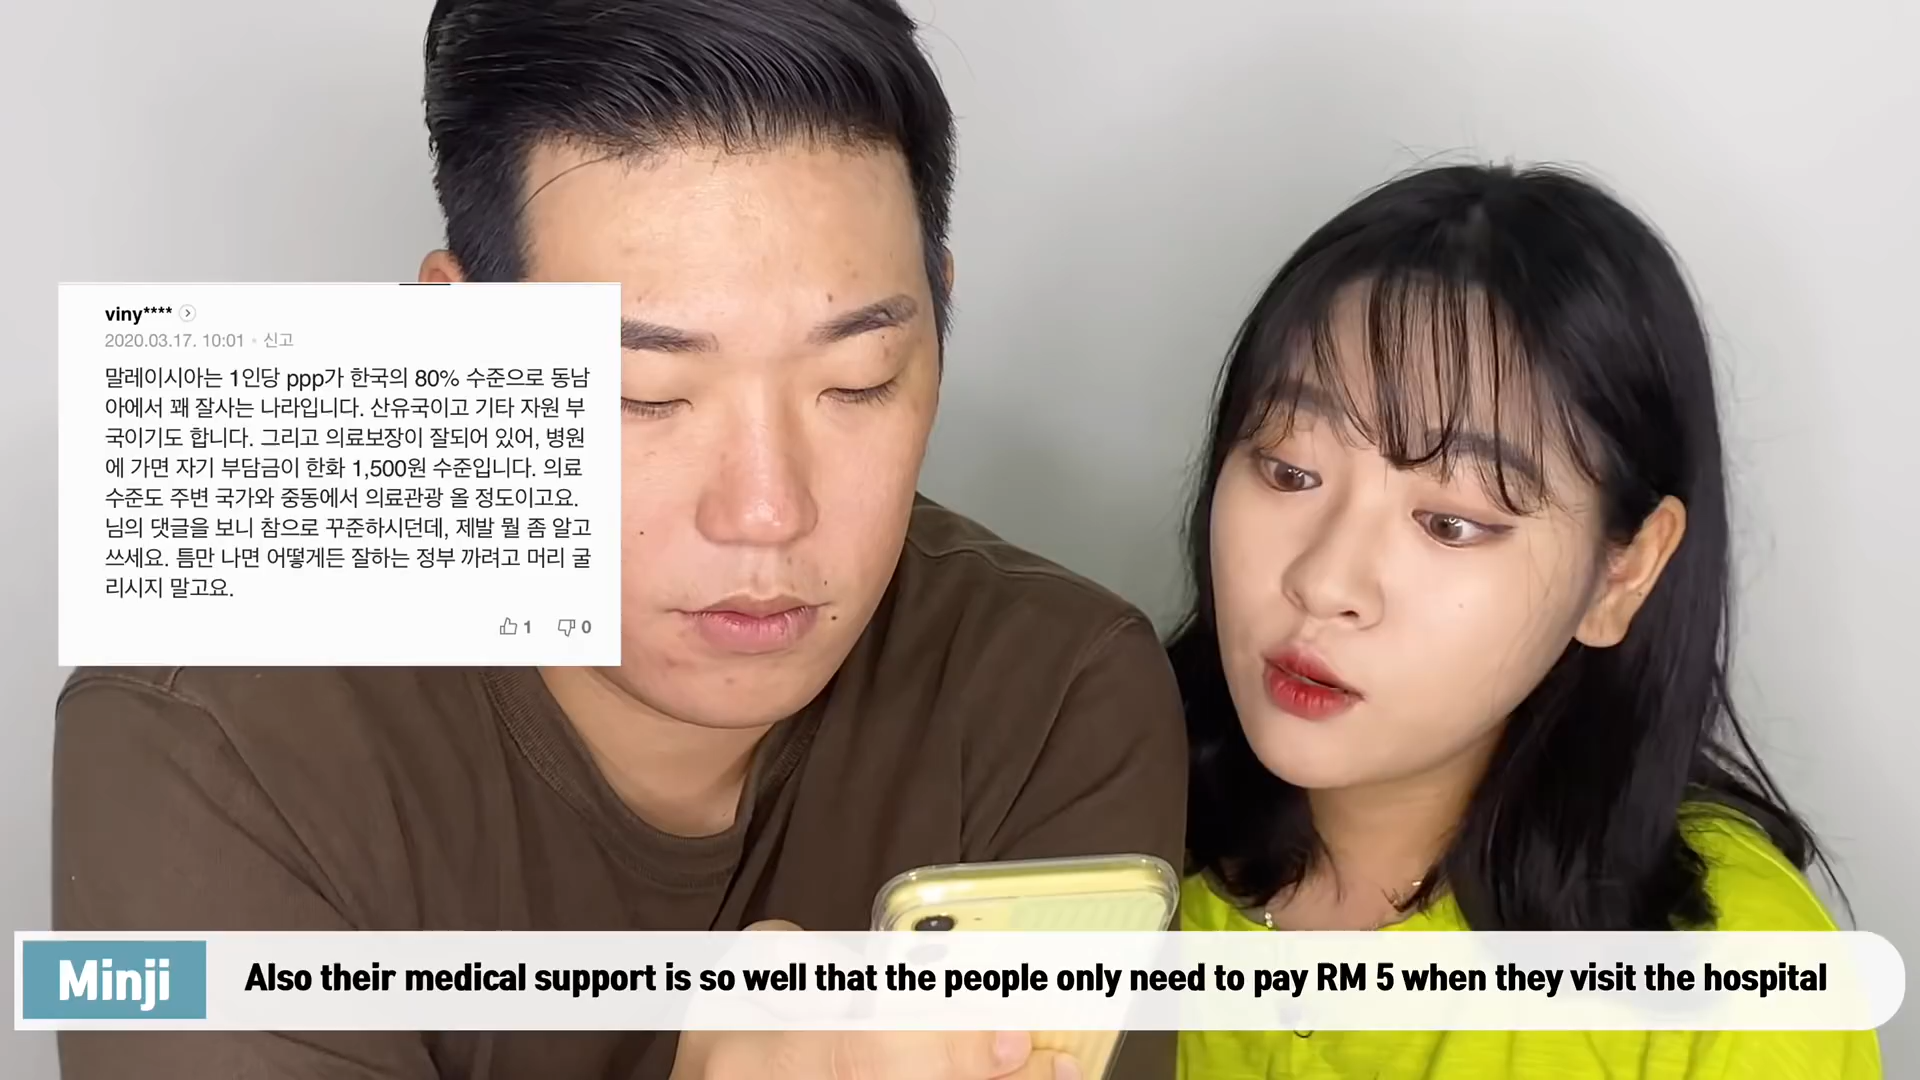 viny****
2020.03.17. 10:01 • 신고
말레이시아는 1인당 ppp가 한국의 80% 수준으로 동남
아에서 꽤 잘사는 나라입니다. 산유국이고 기타 자원 부
국이기도 합니다. 그리고 의료보장이 잘되어 있어, 병원
에 가면 자기 부담금이 한화 1,500원 수준입니다. 의료
수준도 주변 국가와 중동에서 의료관광 올 정도이고요.
님의 댓글을 보니 참으로 꾸준하시던데, 제발 뭘 좀 알고
쓰세요. 틈만 나면 어떻게든 잘하는 정부 까려고 머리 굴
리시지 말고요.
1 0
Minji Also their medical support is so well that the people only need to pay RM 5 when they visit the hospital